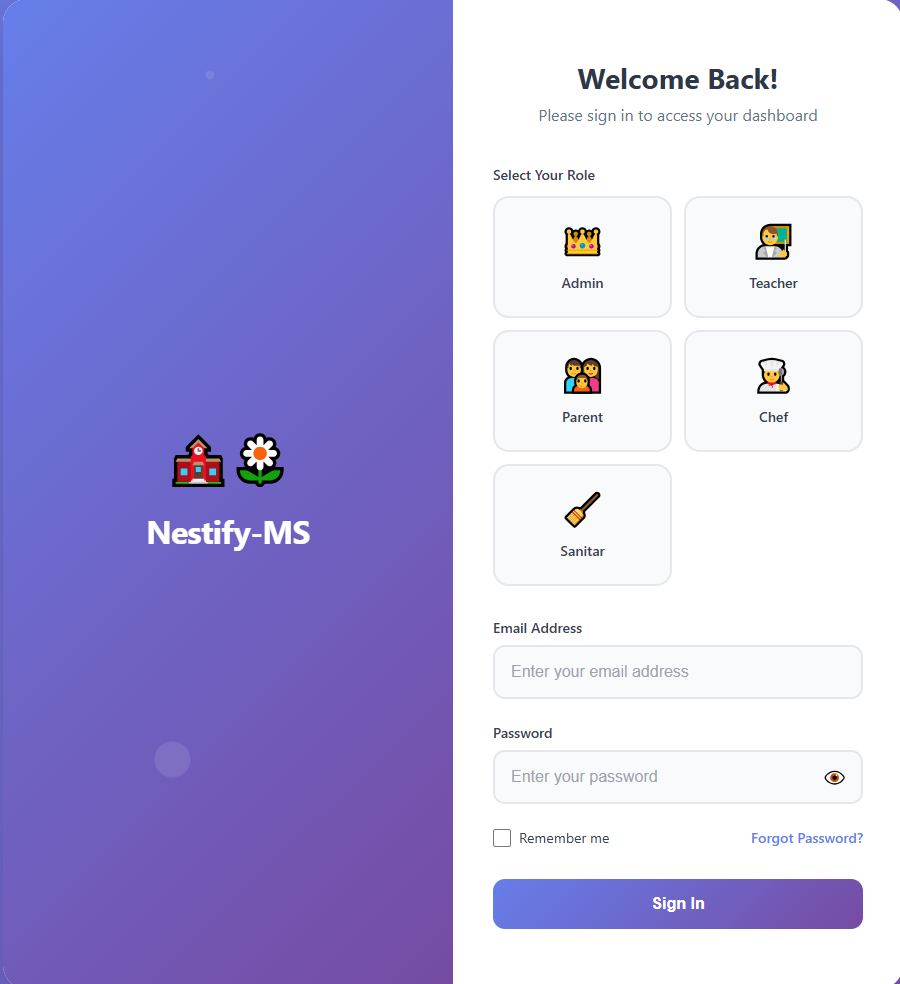 Nestify-MS
Welcome Back!
Please sign in to access your dashboard
Select Your Role
Admin
Teacher
Parent
Chef
Sanitar
Email Address
Enter your email address
Password
Enter your password
Remember me
Forgot Password?
Sign In